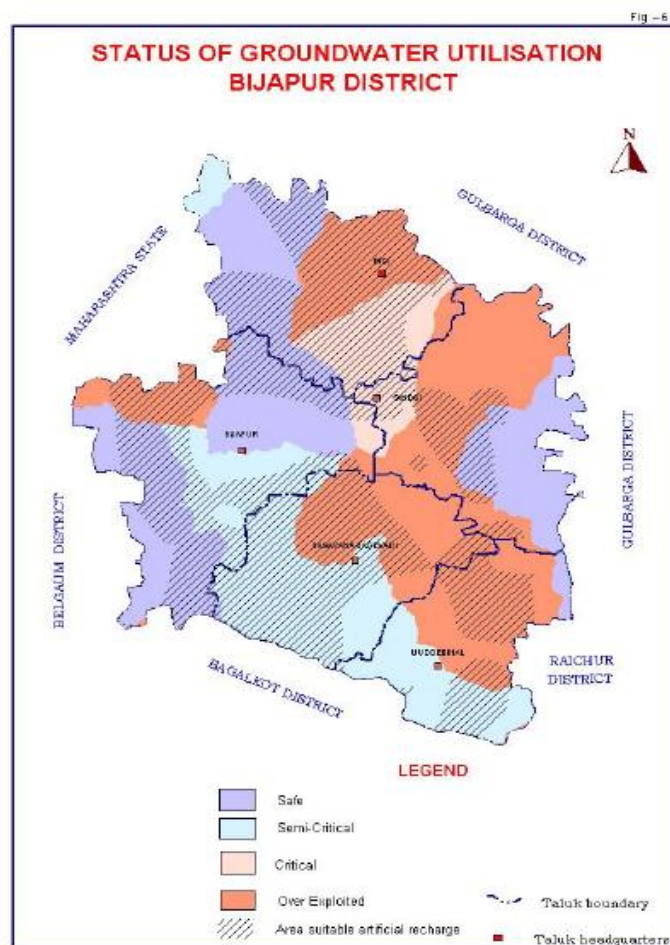 Fig -6
STATUS OF GROUNDWATER UTILISATION
BIJAPUR DISTRICT
N
GULBARGA DISTRICT
MAHARASHTRA STATE
INDI
SINDGI
BIJAPUR
GULBARGA DISTRICT
BELGAUM DISTRICT
BASAVANA BAGEWADI
MUDDEBIHAL
RAICHUR
DISTRICT
BAGALKOT DISTRICT
LEGEND
Safe
Semi-Critical
Critical
Over Exploited
Taluk boundary
Area suitable artificial recharge
Taluk headquarters